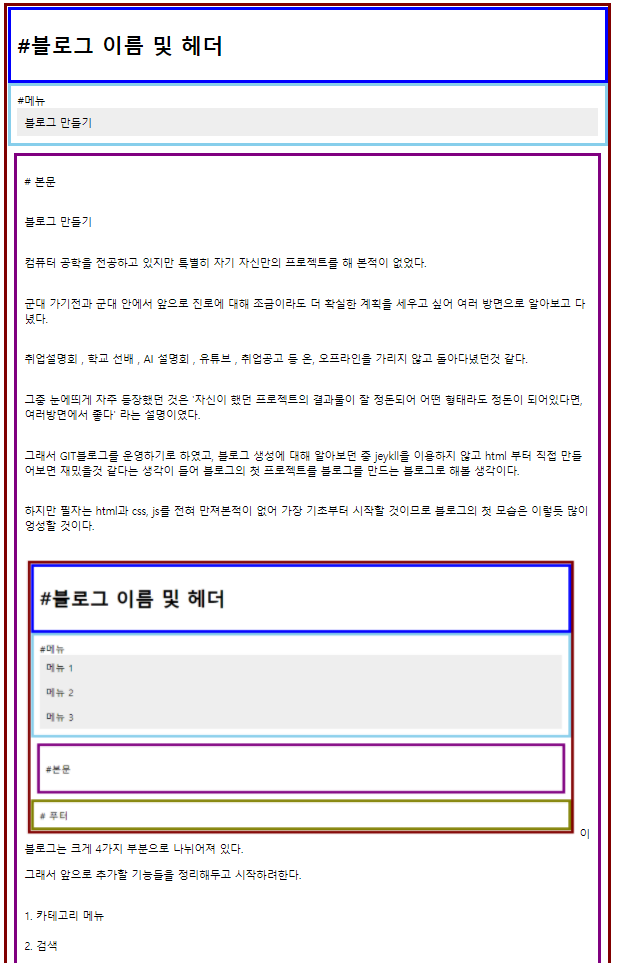 #블로그 이름 및 헤더
#메뉴
블로그 만들기
# 본문
블로그 만들기
컴퓨터 공학을 전공하고 있지만 특별히 자기 자신만의 프로젝트를 해 본적이 없었다.
군대 가기전과 군대 안에서 앞으로 진로에 대해 조금이라도 더 확실한 계획을 세우고 싶어 여러 방면으로 알아보고 다
녔다.
취업설명회 , 학교 선배 , AI 설명회 , 유튜브 , 취업공고 등 온, 오프라인을 가리지 않고 돌아다녔던것 같다.
그중 눈에띄게 자주 등장했던 것은 '자신이 했던 프로젝트의 결과물이 잘 정돈되어 어떤 형태라도 정돈이 되어있다면,
여러방면에서 좋다' 라는 설명이였다.
그래서 GIT블로그를 운영하기로 하였고, 블로그 생성에 대해 알아보던 중 jeykll을 이용하지 않고 html 부터 직접 만들
어보면 재밌을것 같다는 생각이 들어 블로그의 첫 프로젝트를 블로그를 만드는 블로그로 해볼 생각이다.
하지만 필자는 html과 css, js를 전혀 만져본적이 없어 가장 기초부터 시작할 것이므로 블로그의 첫 모습은 이렇듯 많이
엉성할 것이다.
#블로그 이름 및 헤더
#메뉴
메뉴 1
메뉴 2
메뉴 3
#본문
# 푸터
이
블로그는 크게 4가지 부분으로 나뉘어져 있다.
그래서 앞으로 추가할 기능들을 정리해두고 시작하려한다.
1. 카테고리 메뉴
2. 검색